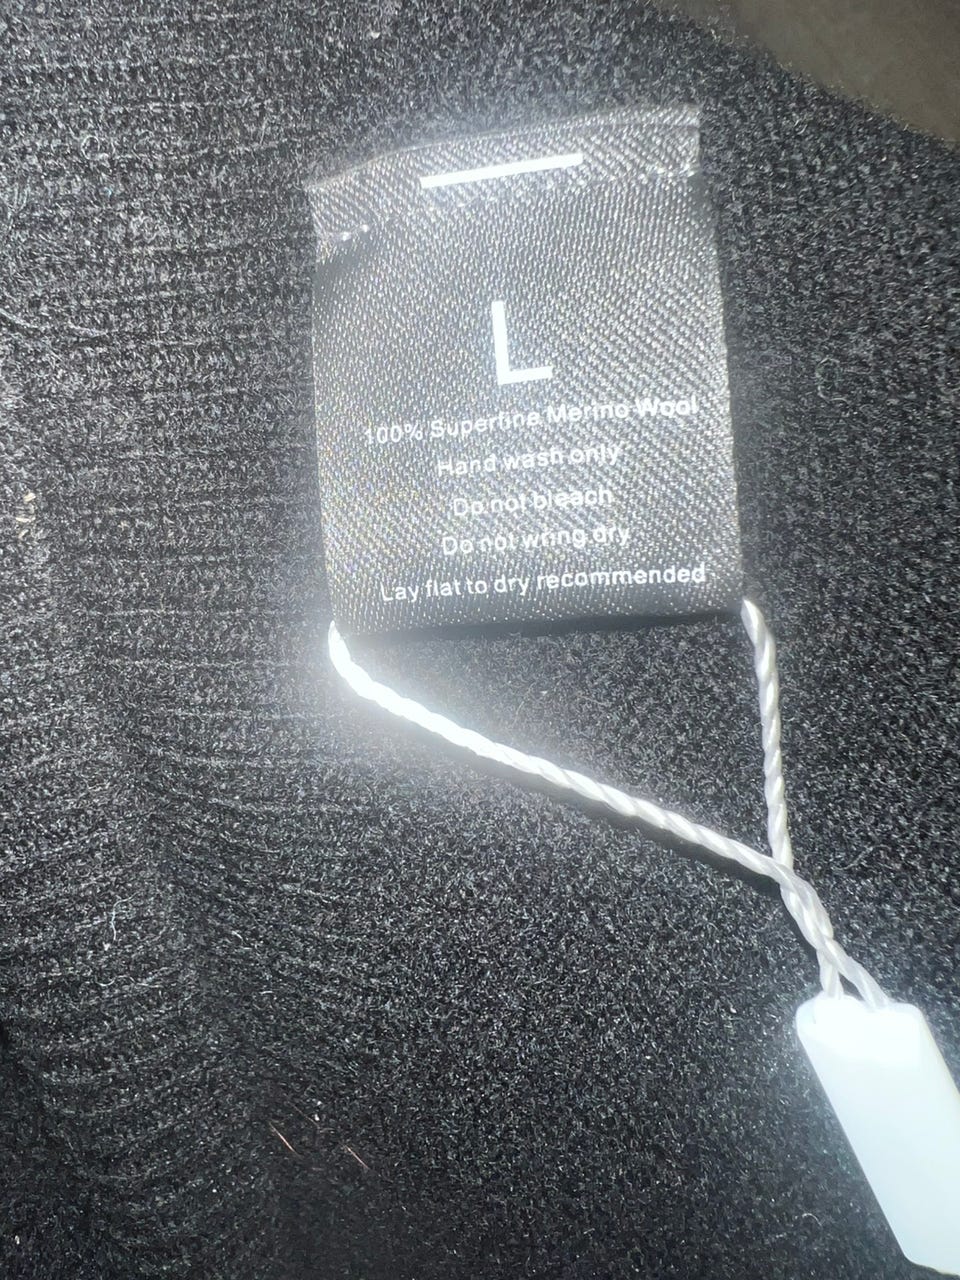 L
100% Superfine Merino Wool
Hand wash only
Do not bleach
Do not wring dry
Lay flat to dry recommended